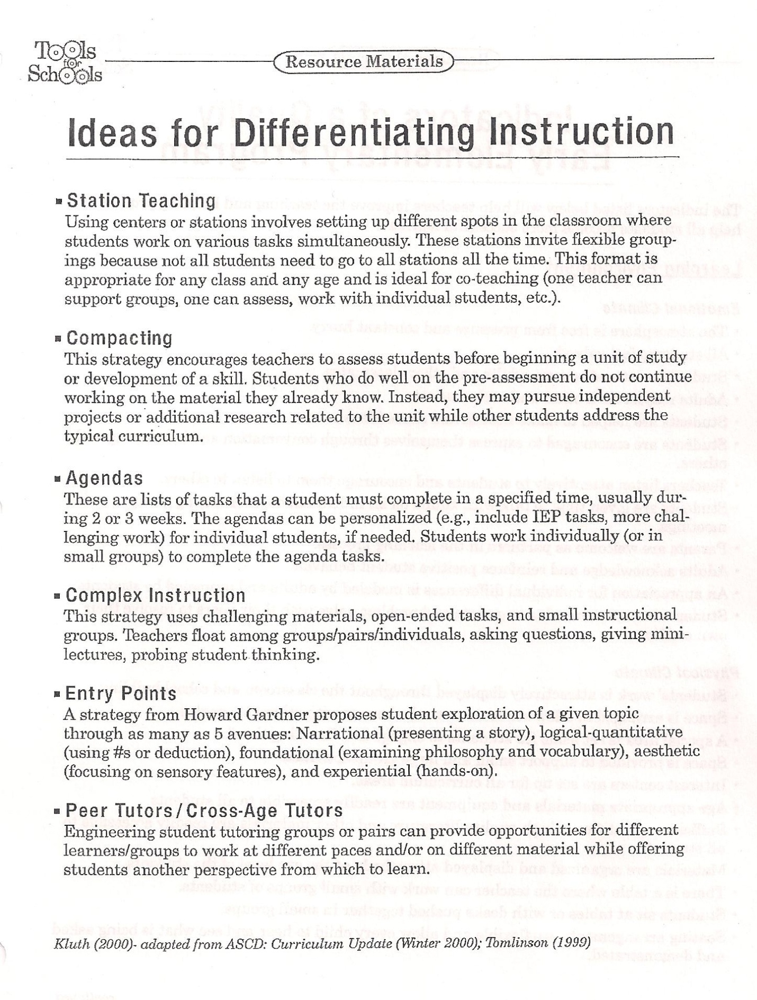 Tools
for
Schools
Resource Materials
Ideas for Differentiating Instruction
▪ Station Teaching
Using centers or stations involves setting up different spots in the classroom where
students work on various tasks simultaneously. These stations invite flexible group-
ings because not all students need to go to all stations all the time. This format is
appropriate for any class and any age and is ideal for co-teaching (one teacher can
support groups, one can assess, work with individual students, etc.).
▪ Compacting
This strategy encourages teachers to assess students before beginning a unit of study
or development of a skill. Students who do well on the pre-assessment do not continue
working on the material they already know. Instead, they may pursue independent
projects or additional research related to the unit while other students address the
typical curriculum.
▪ Agendas
These are lists of tasks that a student must complete in a specified time, usually dur-
ing 2 or 3 weeks. The agendas can be personalized (e.g., include IEP tasks, more chal-
lenging work) for individual students, if needed. Students work individually (or in
small groups) to complete the agenda tasks.
▪ Complex Instruction
This strategy uses challenging materials, open-ended tasks, and small instructional
groups. Teachers float among groups/pairs/individuals, asking questions, giving mini-
lectures, probing student thinking.
▪ Entry Points
A strategy from Howard Gardner proposes student exploration of a given topic
through as many as 5 avenues: Narrational (presenting a story), logical-quantitative
(using #s or deduction), foundational (examining philosophy and vocabulary), aesthetic
(focusing on sensory features), and experiential (hands-on).
▪ Peer Tutors/Cross-Age Tutors
Engineering student tutoring groups or pairs can provide opportunities for different
learners/groups to work at different paces and/or on different material while offering
students another perspective from which to learn.
Kluth (2000)- adapted from ASCD: Curriculum Update (Winter 2000); Tomlinson (1999)